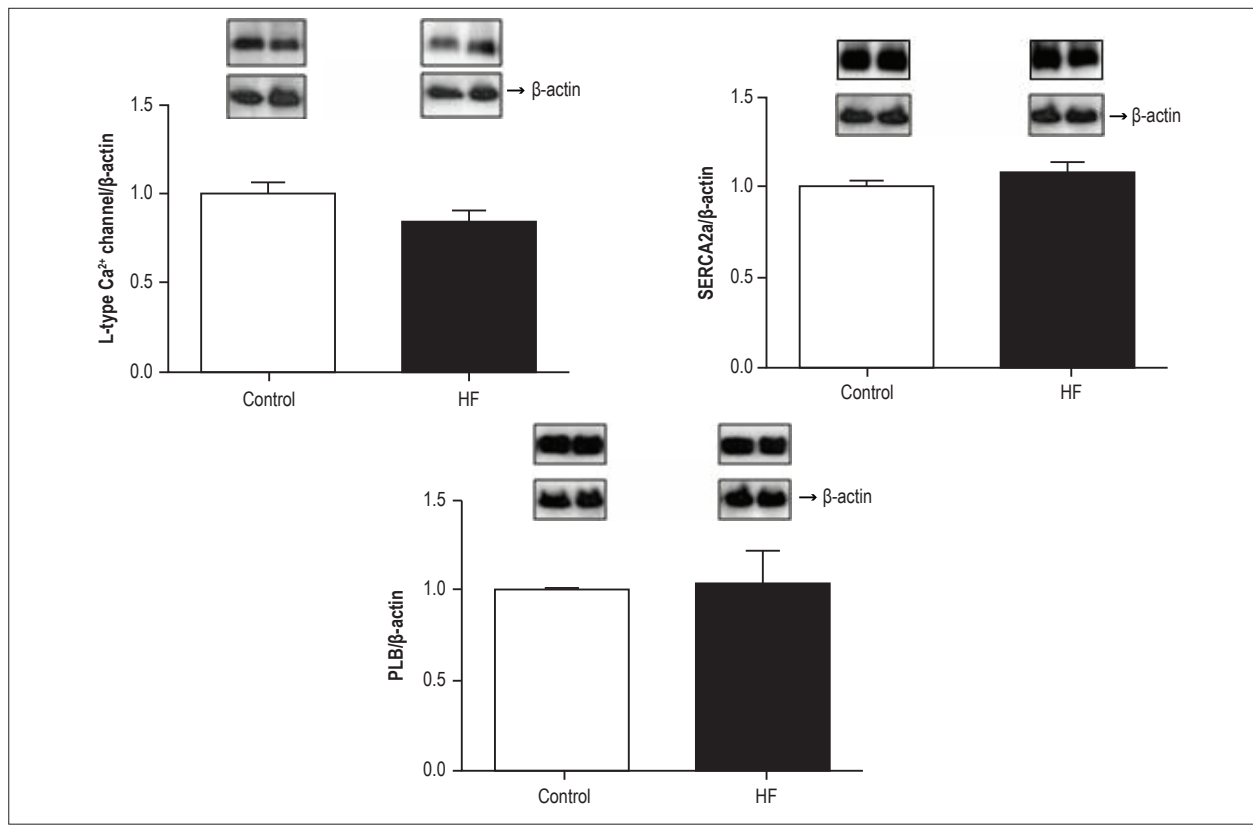 → β-actin
L-type Ca²⁺ channel/β-actin
1.5
1.0
0.5
0.0
Control
HF
→ β-actin
SERCA2a/β-actin
1.5
1.0
0.5
0.0
Control
HF
→ β-actin
PLB/β-actin
1.5
1.0
0.5
0.0
Control
HF